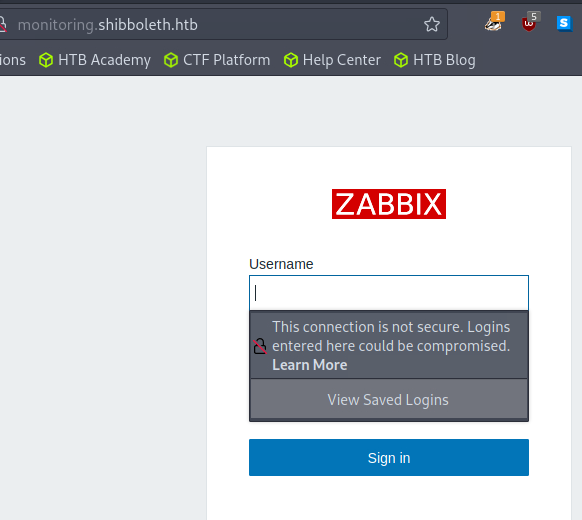 monitoring.shibboleth.htb
1
5
S
ions HTB Academy CTF Platform Help Center HTB Blog
ZABBIX
Username
This connection is not secure. Logins
entered here could be compromised.
Learn More
View Saved Logins
Sign in